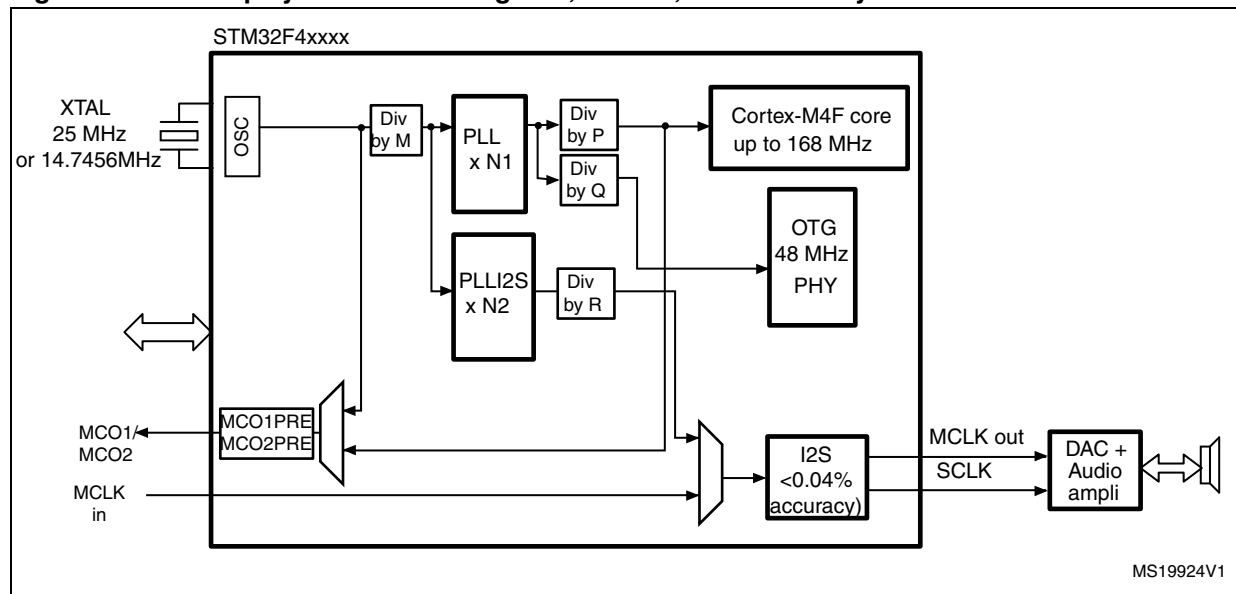 STM32F4xxxx
XTAL
25 MHz
or 14.7456MHz
OSC
Div
by M
PLL
x N1
Div
by P
Div
by Q
Cortex-M4F core
up to 168 MHz
OTG
48 MHz
PHY
PLLI2S
x N2
Div
by R
MCO1PRE
MCO2PRE
MCO1/
MCO2
MCLK
in
I2S
<0.04%
accuracy)
MCLK out
SCLK
DAC +
Audio
ampli
MS19924V1